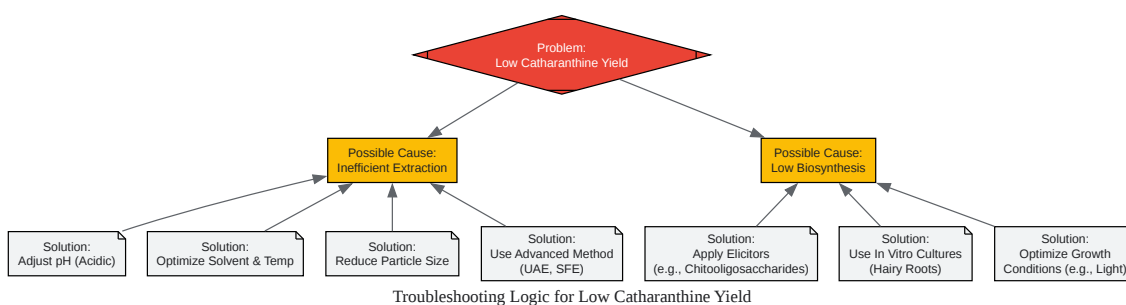 Problem:
Low Catharanthine Yield
Possible Cause:
Inefficient Extraction
Possible Cause:
Low Biosynthesis
Solution:
Adjust pH (Acidic)
Solution:
Optimize Solvent & Temp
Solution:
Reduce Particle Size
Solution:
Use Advanced Method
(UAE, SFE)
Solution:
Apply Elicitors
(e.g., Chitooligosaccharides)
Solution:
Use In Vitro Cultures
(Hairy Roots)
Solution:
Optimize Growth
Conditions (e.g., Light)
Troubleshooting Logic for Low Catharanthine Yield